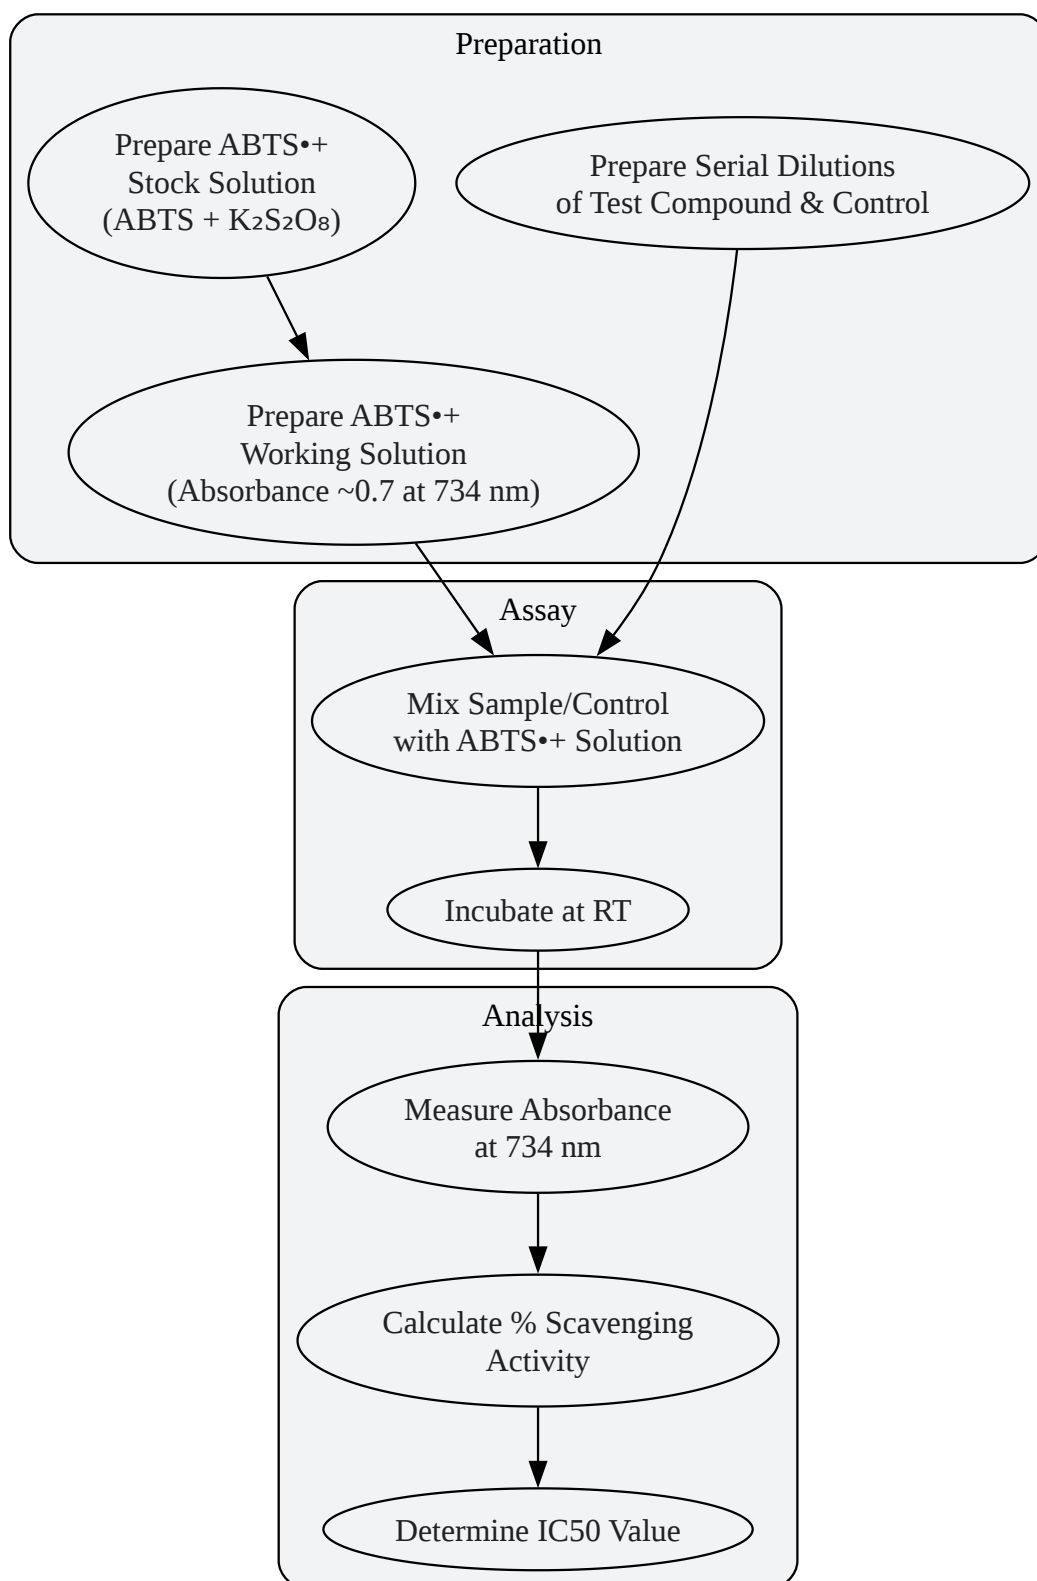 Preparation
Prepare ABTS•+
Stock Solution
(ABTS + K₂S₂O₈)
Prepare Serial Dilutions
of Test Compound & Control
Prepare ABTS•+
Working Solution
(Absorbance ~0.7 at 734 nm)
Assay
Mix Sample/Control
with ABTS•+ Solution
Incubate at RT
Analysis
Measure Absorbance
at 734 nm
Calculate % Scavenging
Activity
Determine IC50 Value